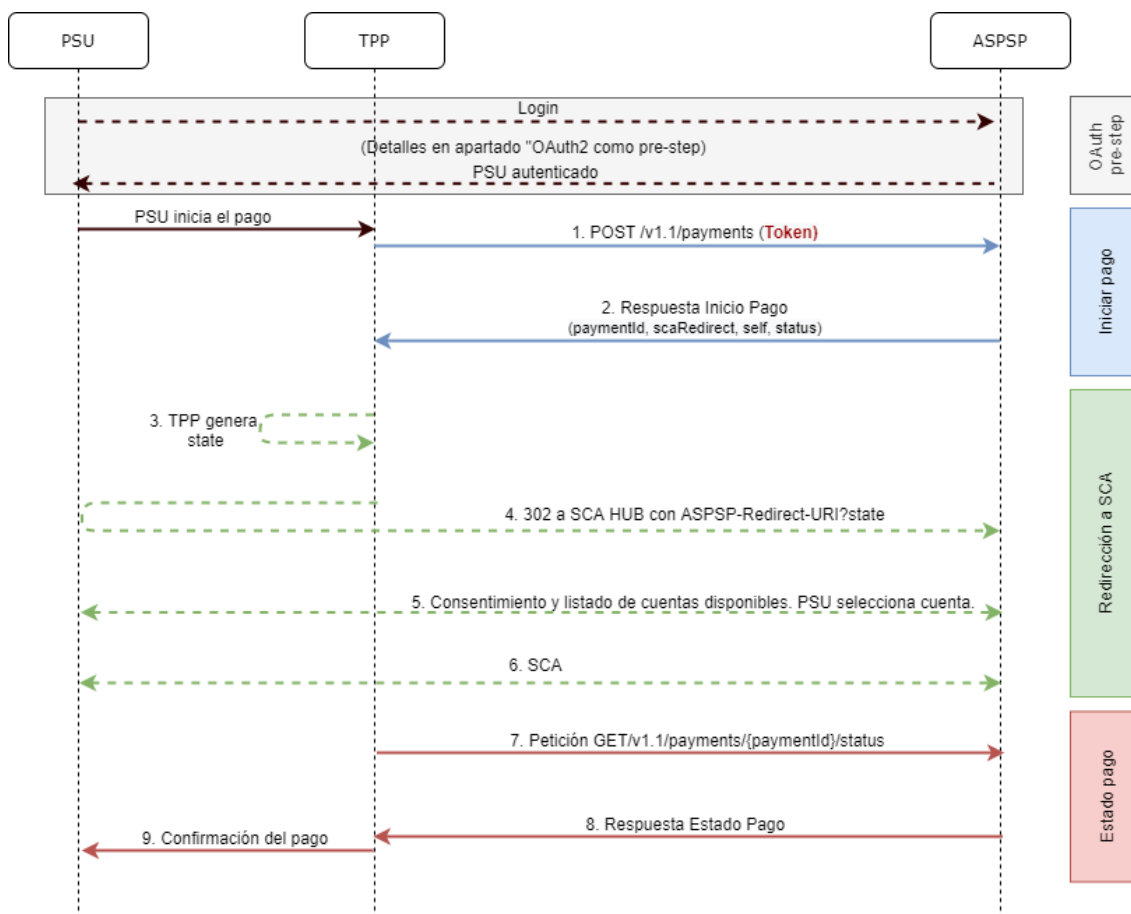 PSU
TPP
ASPSP
Login
(Detalles en apartado "OAuth2 como pre-step)
PSU autenticado
OAuth
pre-step
PSU inicia el pago
1. POST /v1.1/payments (Token)
2. Respuesta Inicio Pago
(paymentId, scaRedirect, self, status)
Iniciar pago
3. TPP genera
state
4. 302 a SCA HUB con ASPSP-Redirect-URI?state
5. Consentimiento y listado de cuentas disponibles. PSU selecciona cuenta.
6. SCA
Redirección a SCA
7. Petición GET/v1.1/payments/{paymentId}/status
8. Respuesta Estado Pago
9. Confirmación del pago
Estado pago